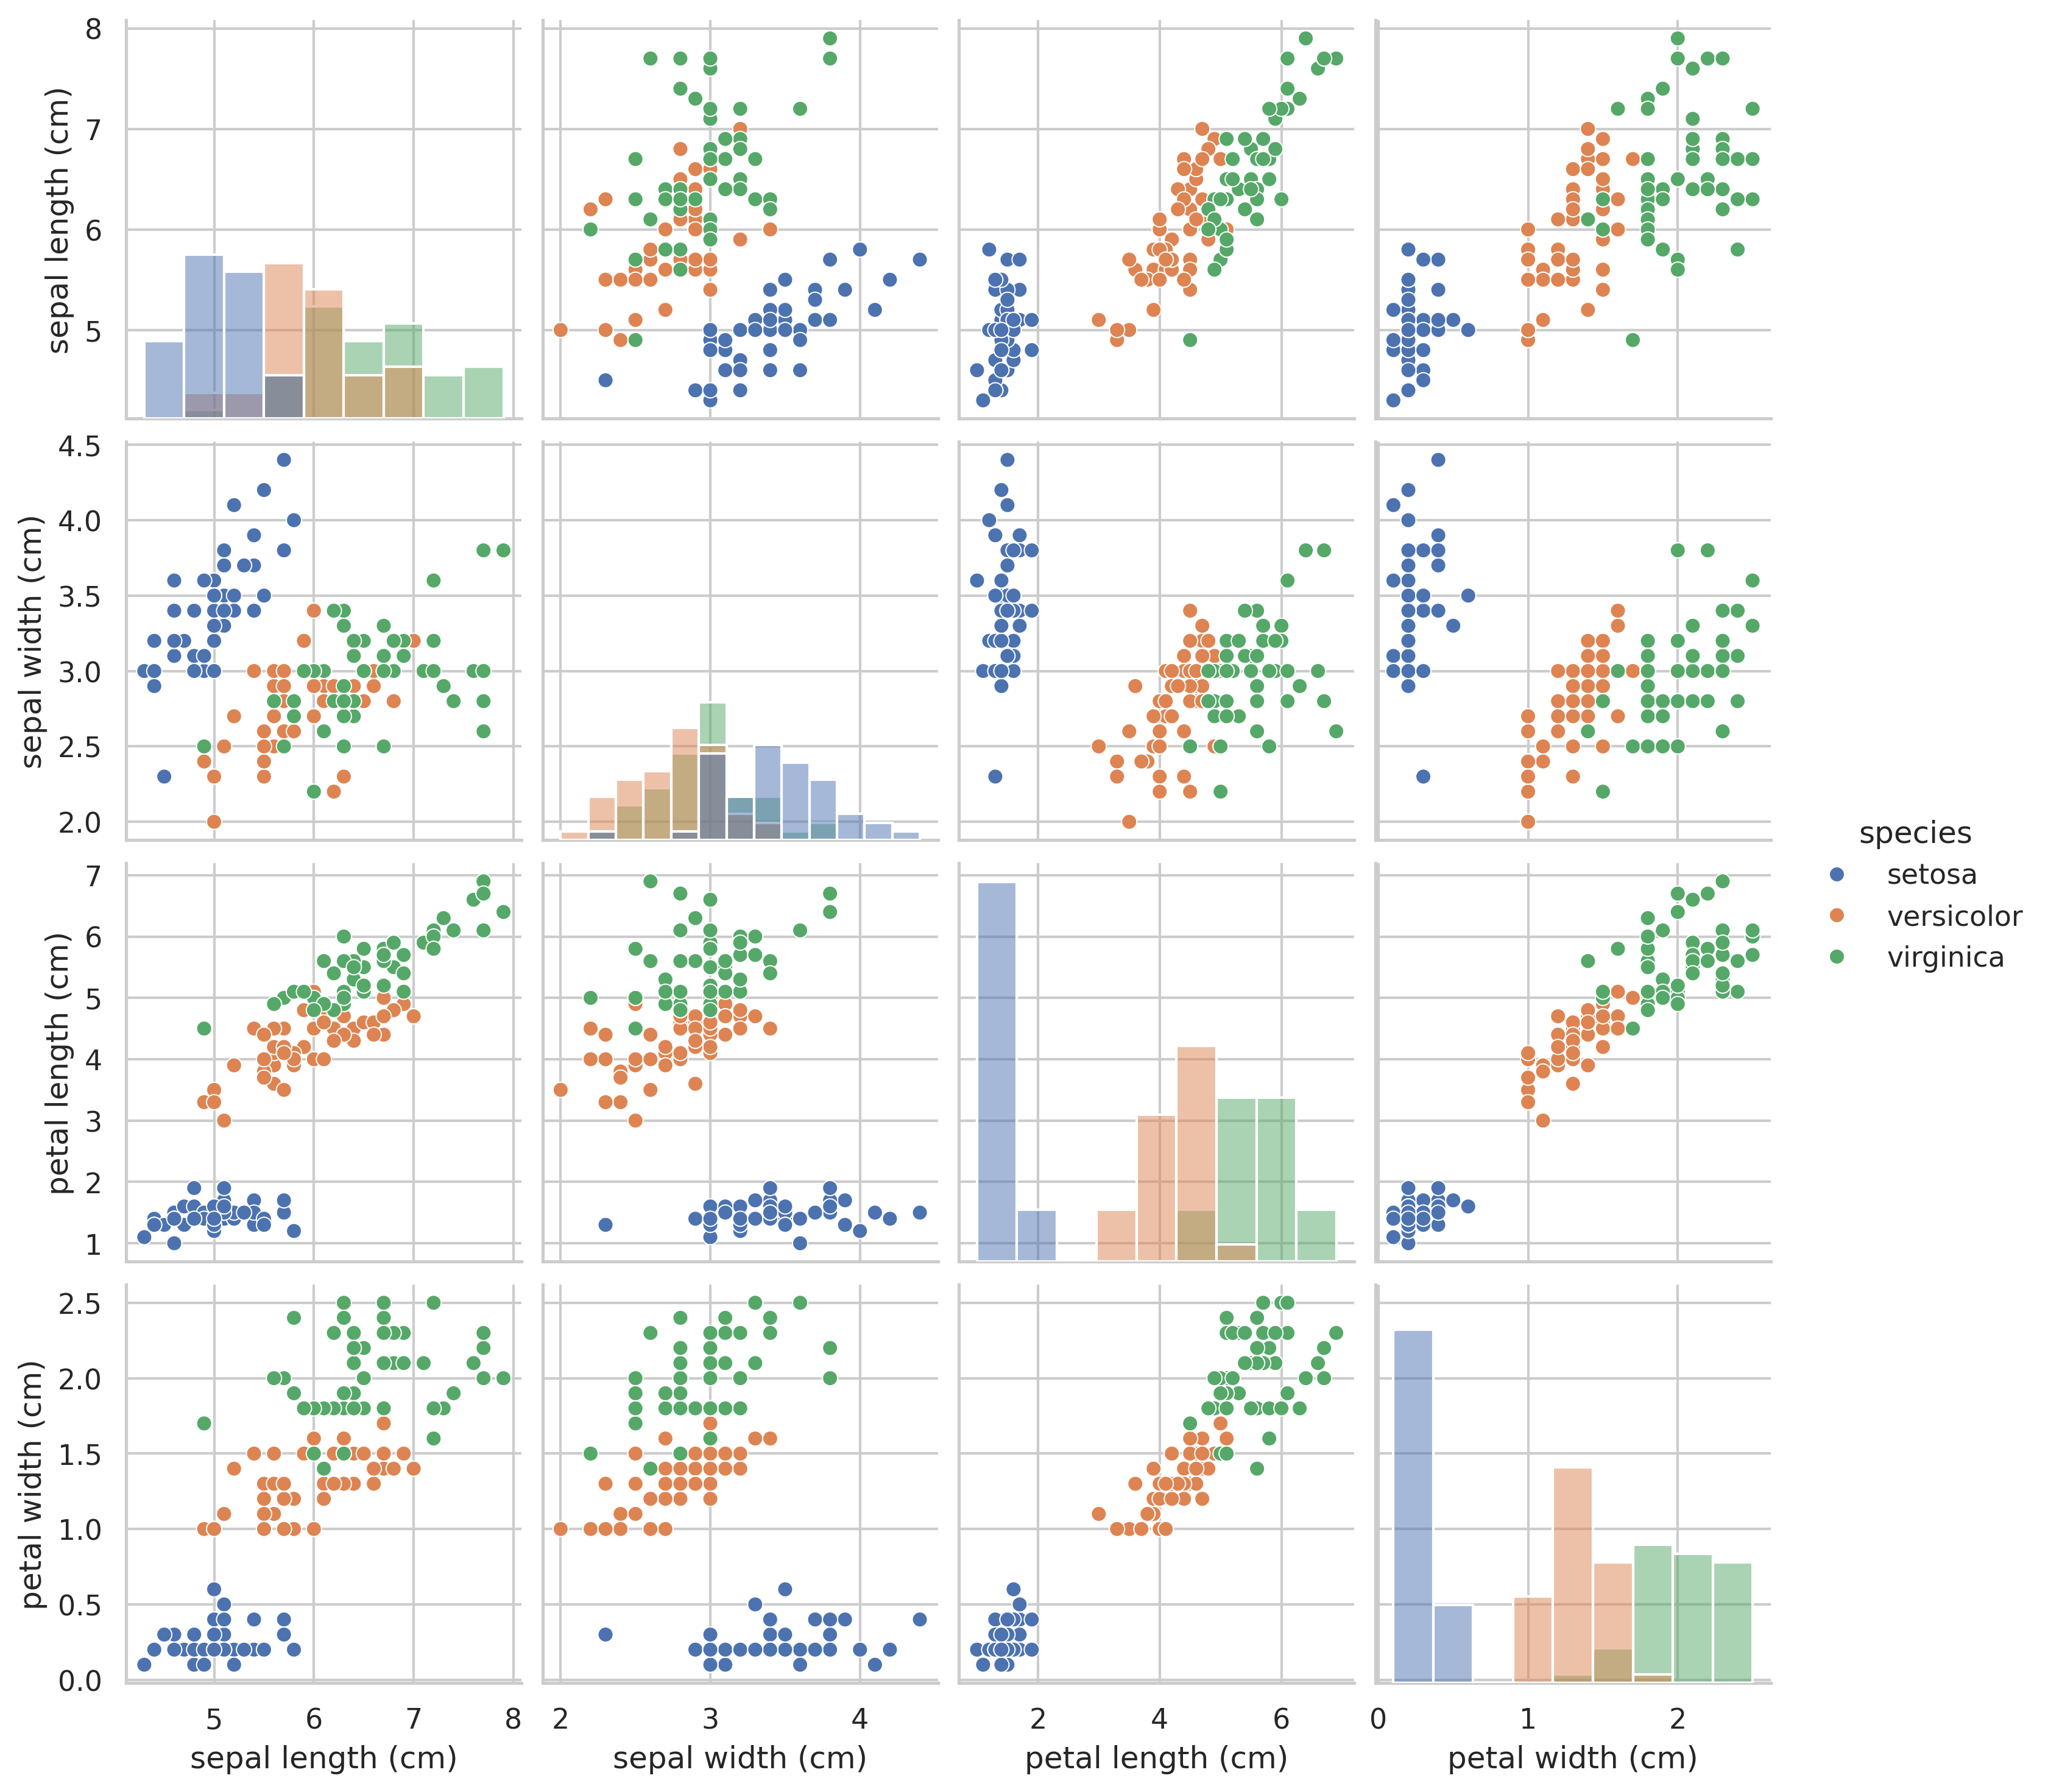 8
7
6
5
sepal length (cm)
4.5
4.0
3.5
3.0
2.5
2.0
sepal width (cm)
species
setosa
versicolor
virginica
7
6
5
4
3
2
1
petal length (cm)
2.5
2.0
1.5
1.0
0.5
0.0
petal width (cm)
5 6 7 8
2 3 4
2 4 6
0 1 2
sepal length (cm)
sepal width (cm)
petal length (cm)
petal width (cm)